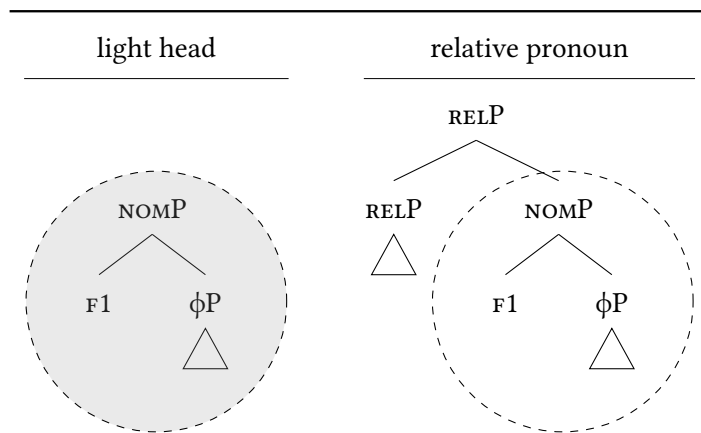 light head relative pronoun
RELP
NOMP RELP NOMP
F1 ϕP F1 ϕP